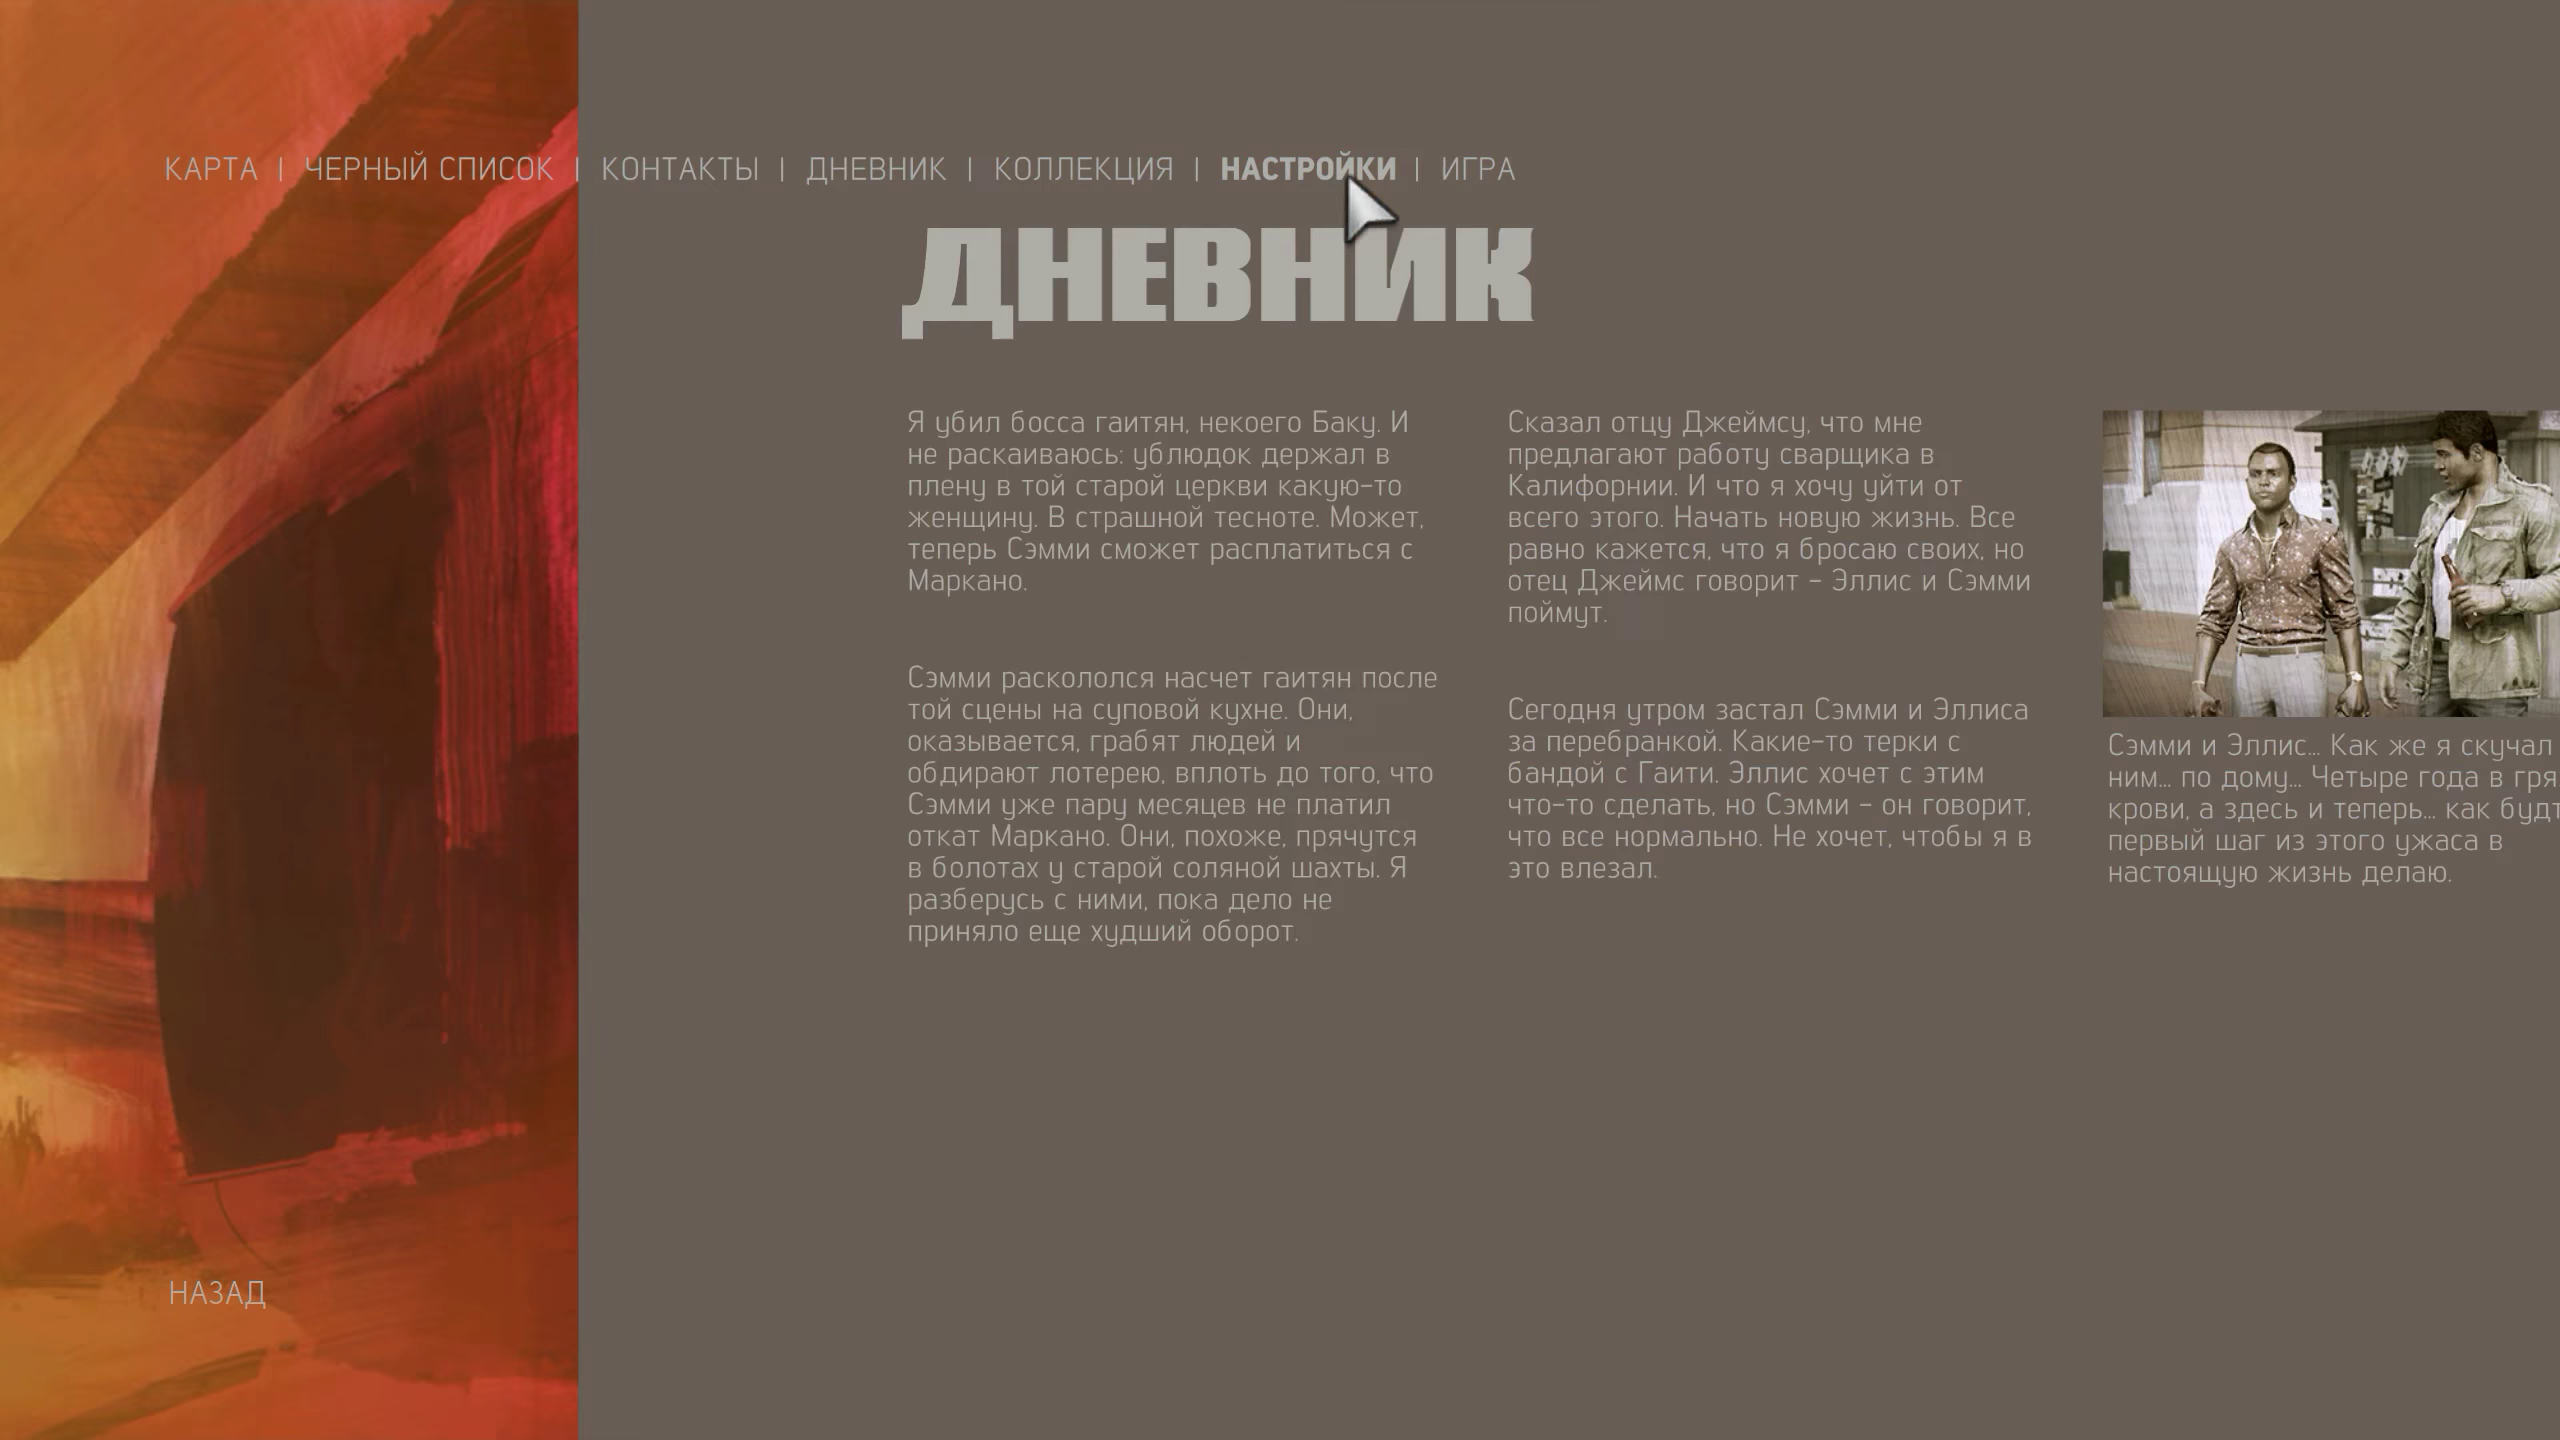 КАРТА | ЧЕРНЫЙ СПИСОК | КОНТАКТЫ | ДНЕВНИК | КОЛЛЕКЦИЯ | НАСТРОЙКИ | ИГРА
ДНЕВНИК
Я убил босса гаитян, некоего Баку. И
не раскаиваюсь: ублюдок держал в
плену в той старой церкви какую-то
женщину. В страшной тесноте. Может,
теперь Сэмми сможет расплатиться с
Маркано.
Сэмми раскололся насчет гаитян после
той сцены на суповой кухне. Они,
оказывается, грабят людей и
обдирают лотерею, вплоть до того, что
Сэмми уже пару месяцев не платил
откат Маркано. Они, похоже, прячутся
в болотах у старой соляной шахты. Я
разберусь с ними, пока дело не
приняло еще худший оборот.
Сказал отцу Джеймсу, что мне
предлагают работу сварщика в
Калифорнии. И что я хочу уйти от
всего этого. Начать новую жизнь. Все
равно кажется, что я бросаю своих, но
отец Джеймс говорит - Эллис и Сэмми
поймут.
Сегодня утром застал Сэмми и Эллиса
за перебранкой. Какие-то терки с
бандой с Гаити. Эллис хочет с этим
что-то сделать, но Сэмми - он говорит,
что все нормально. Не хочет, чтобы я в
это влезал.
Сэмми и Эллис... Как же я скучал
ним... по дому... Четыре года в
крови, а здесь и теперь... как
первый шаг из этого ужаса в
настоящую жизнь делаю.
НАЗАД